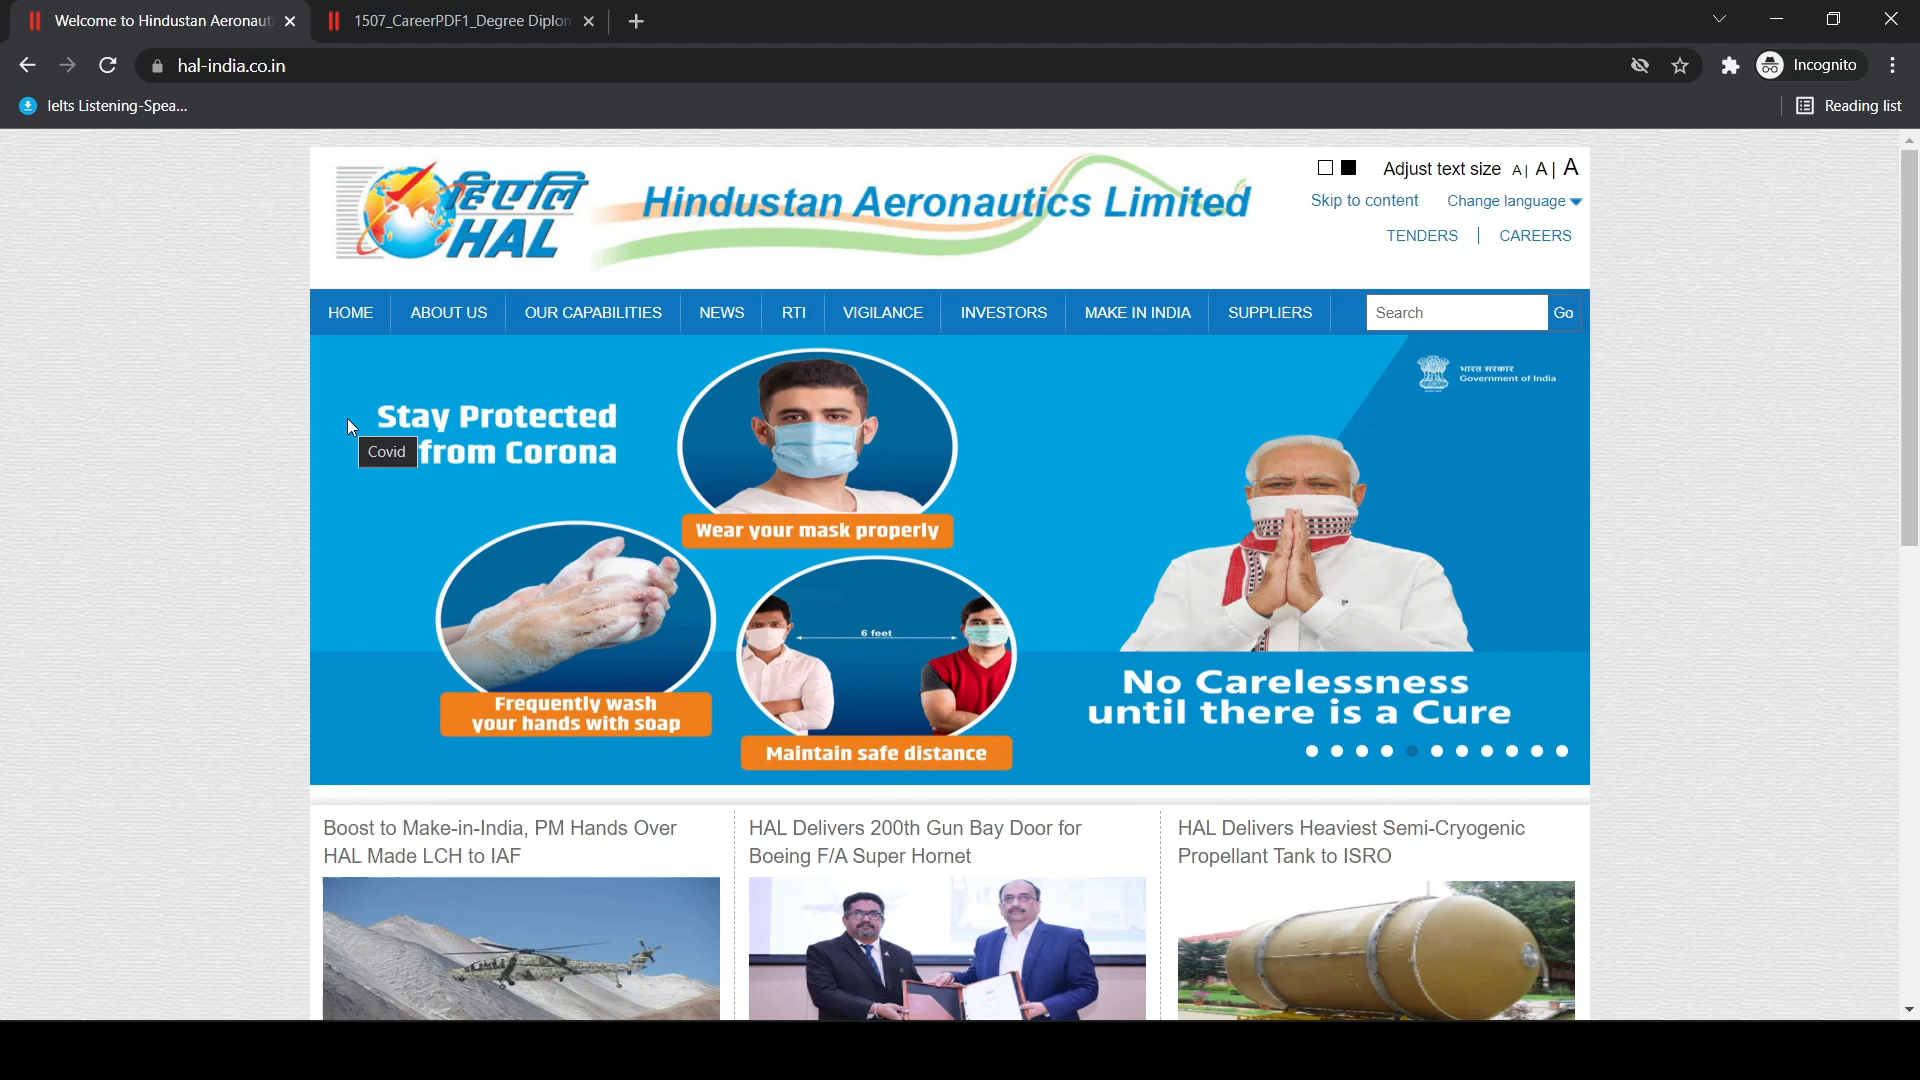 Welcome to Hindustan Aeronaut
1507_CareerPDF1_Degree Diplon
hal-india.co.in
Incognito
Ielts Listening-Spea...
Reading list
हिएलि
HAL
Hindustan Aeronautics Limited
Adjust text size A| A| A
Skip to content Change language
TENDERS | CAREERS
HOME ABOUT US OUR CAPABILITIES NEWS RTI VIGILANCE INVESTORS MAKE IN INDIA SUPPLIERS Search Go
भारत सरकार
Government of India
Stay Protected
from Corona
Covid
Wear your mask properly
6 feet
Frequently wash
your hands with soap
Maintain safe distance
No Carelessness
until there is a Cure
Boost to Make-in-India, PM Hands Over
HAL Made LCH to IAF
HAL Delivers 200th Gun Bay Door for
Boeing F/A Super Hornet
HAL Delivers Heaviest Semi-Cryogenic
Propellant Tank to ISRO